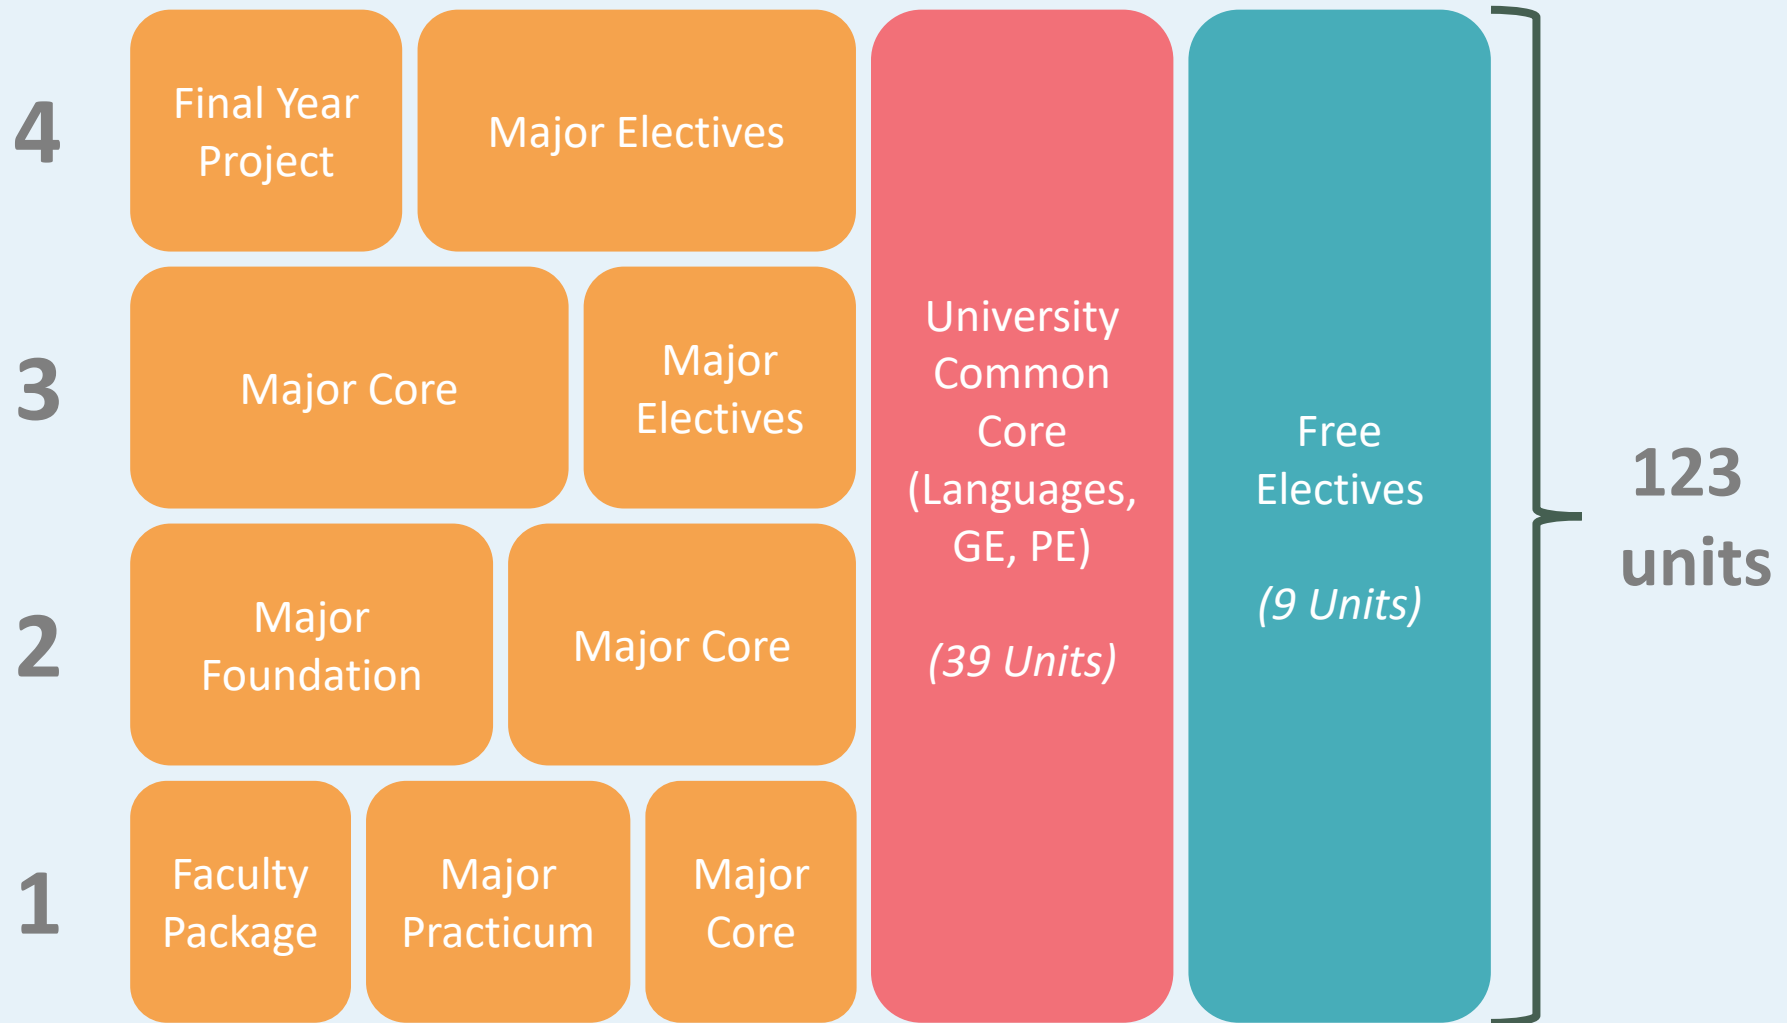 4
Final Year
Project
Major Electives
3
Major Core
Major
Electives
2
Major
Foundation
Major Core
1
Faculty
Package
Major
Practicum
Major
Core
University
Common
Core
(Languages,
GE, PE)
(39 Units)
Free
Electives
(9 Units)
123
units